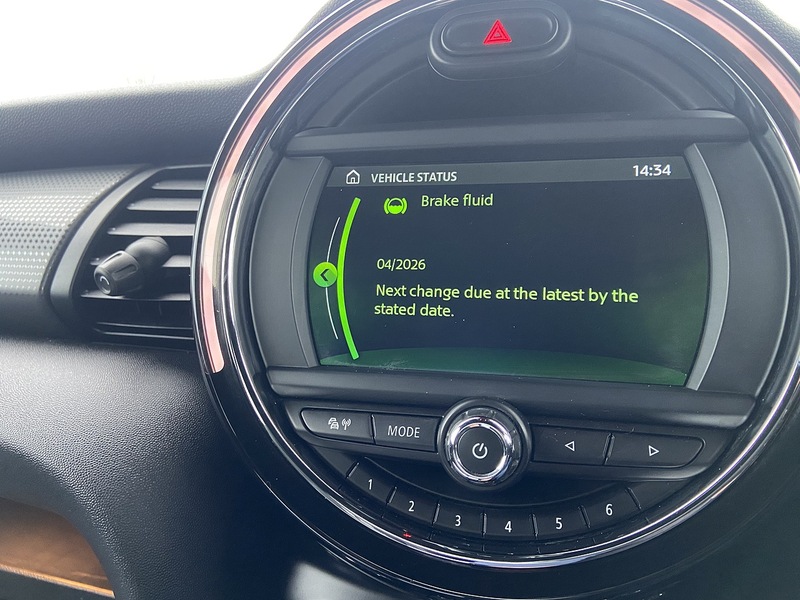 VEHICLE STATUS 14:34
Brake fluid
04/2026
Next change due at the latest by the
stated date.
MODE
1 2 3 4 5 6